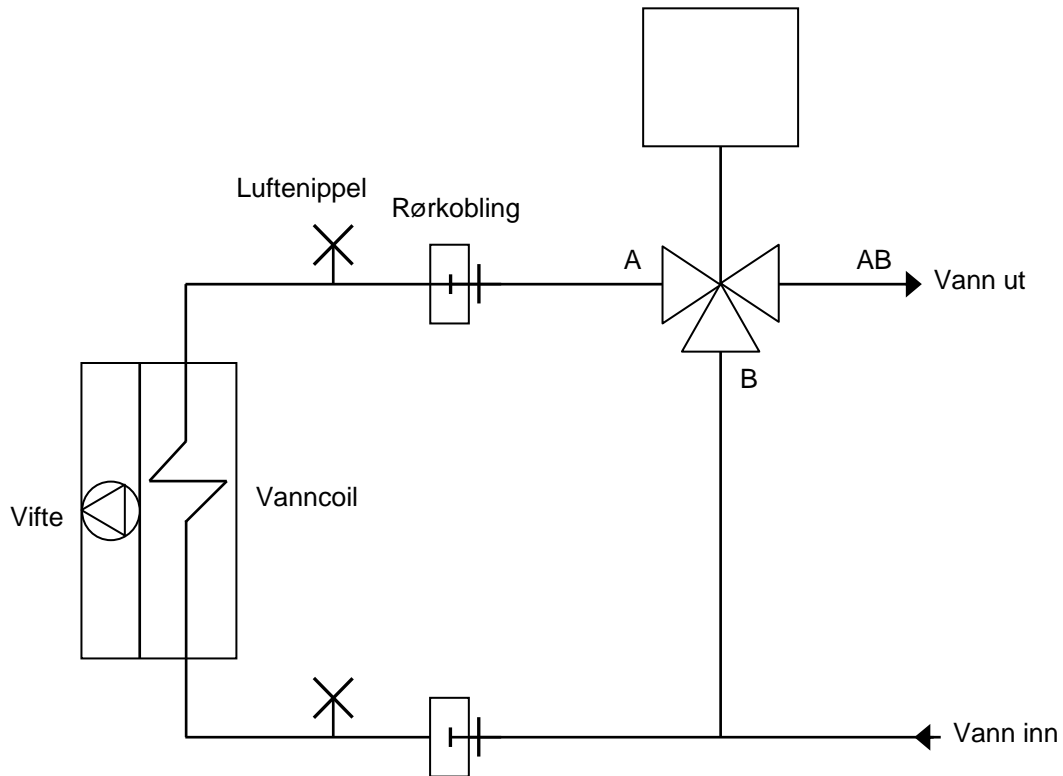 Luftenippel
Rørkobling
A
AB
Vann ut
B
Vanncoil
Vifte
Vann inn